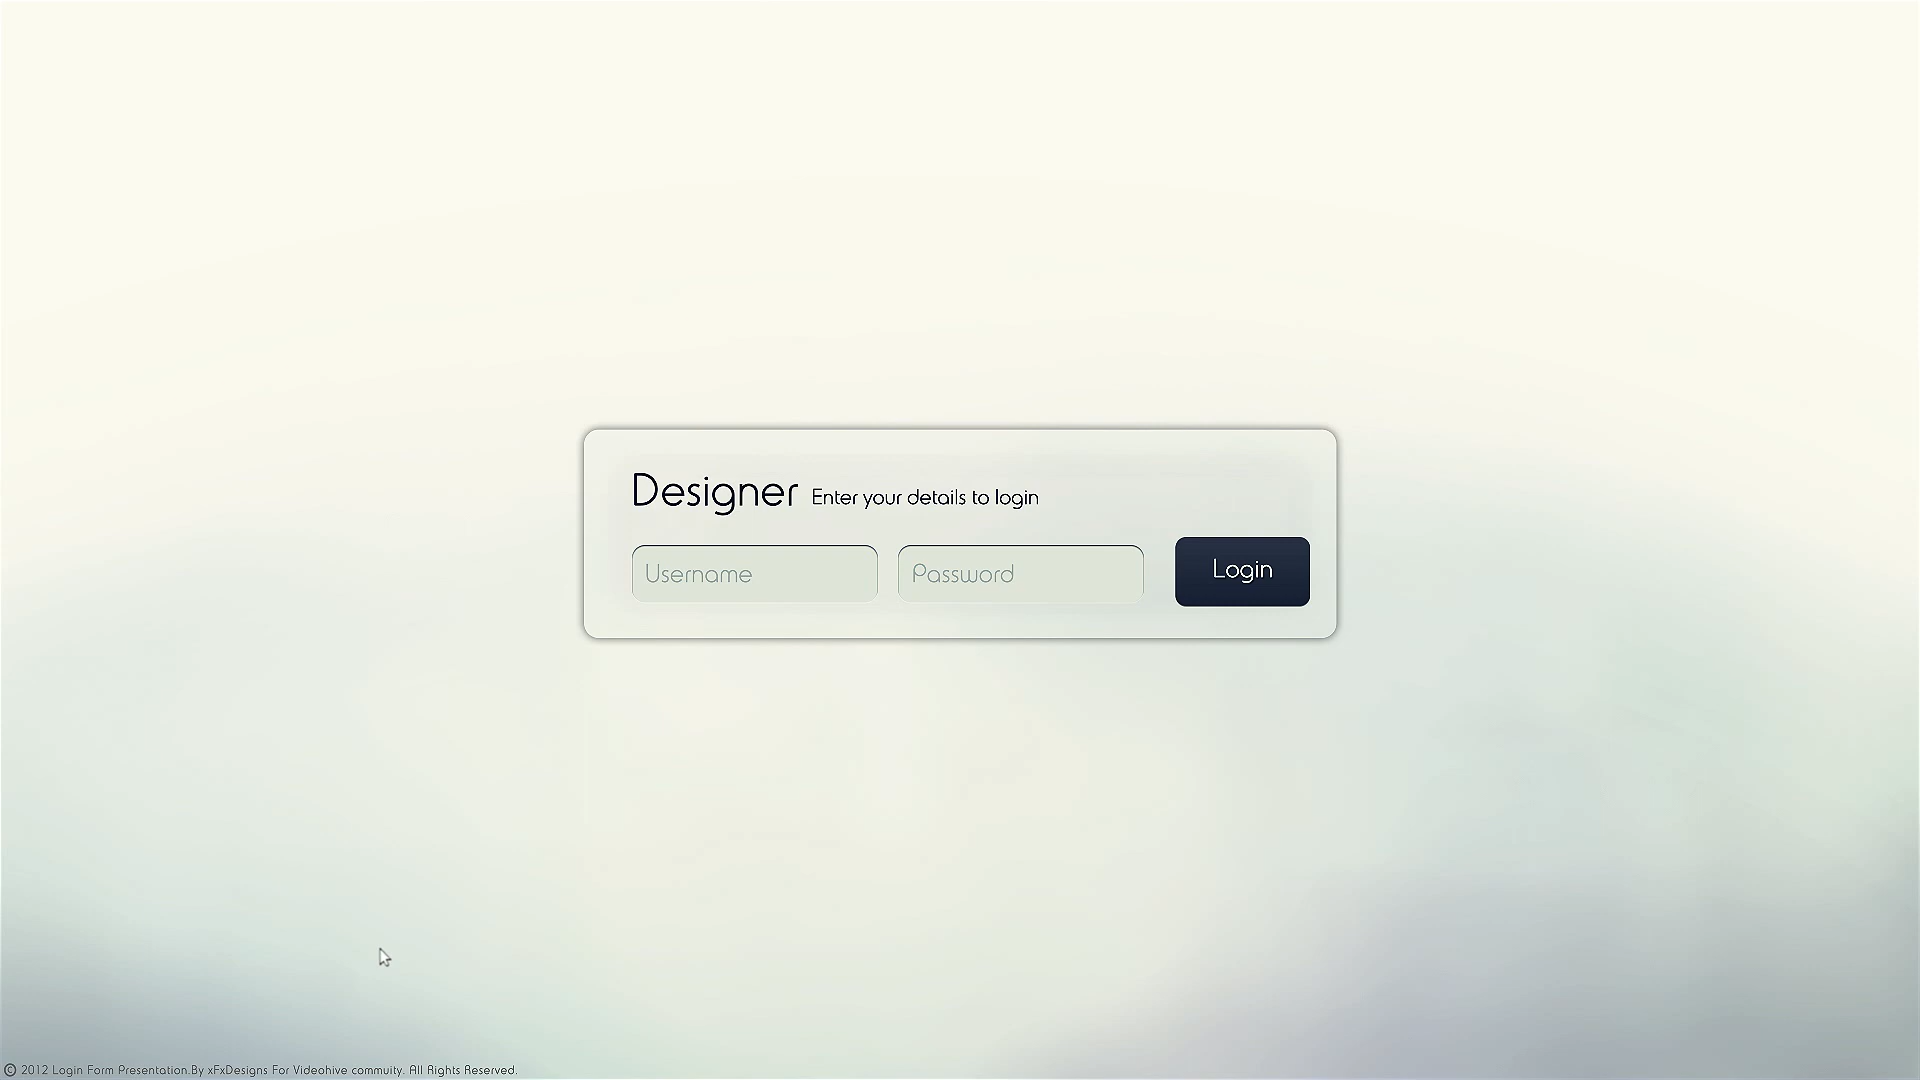 Designer Enter your details to login
Username Password Login
© 2012 Login Form Presentation.By xFxDesigns For Videohive commuity. All Rights Reserved.